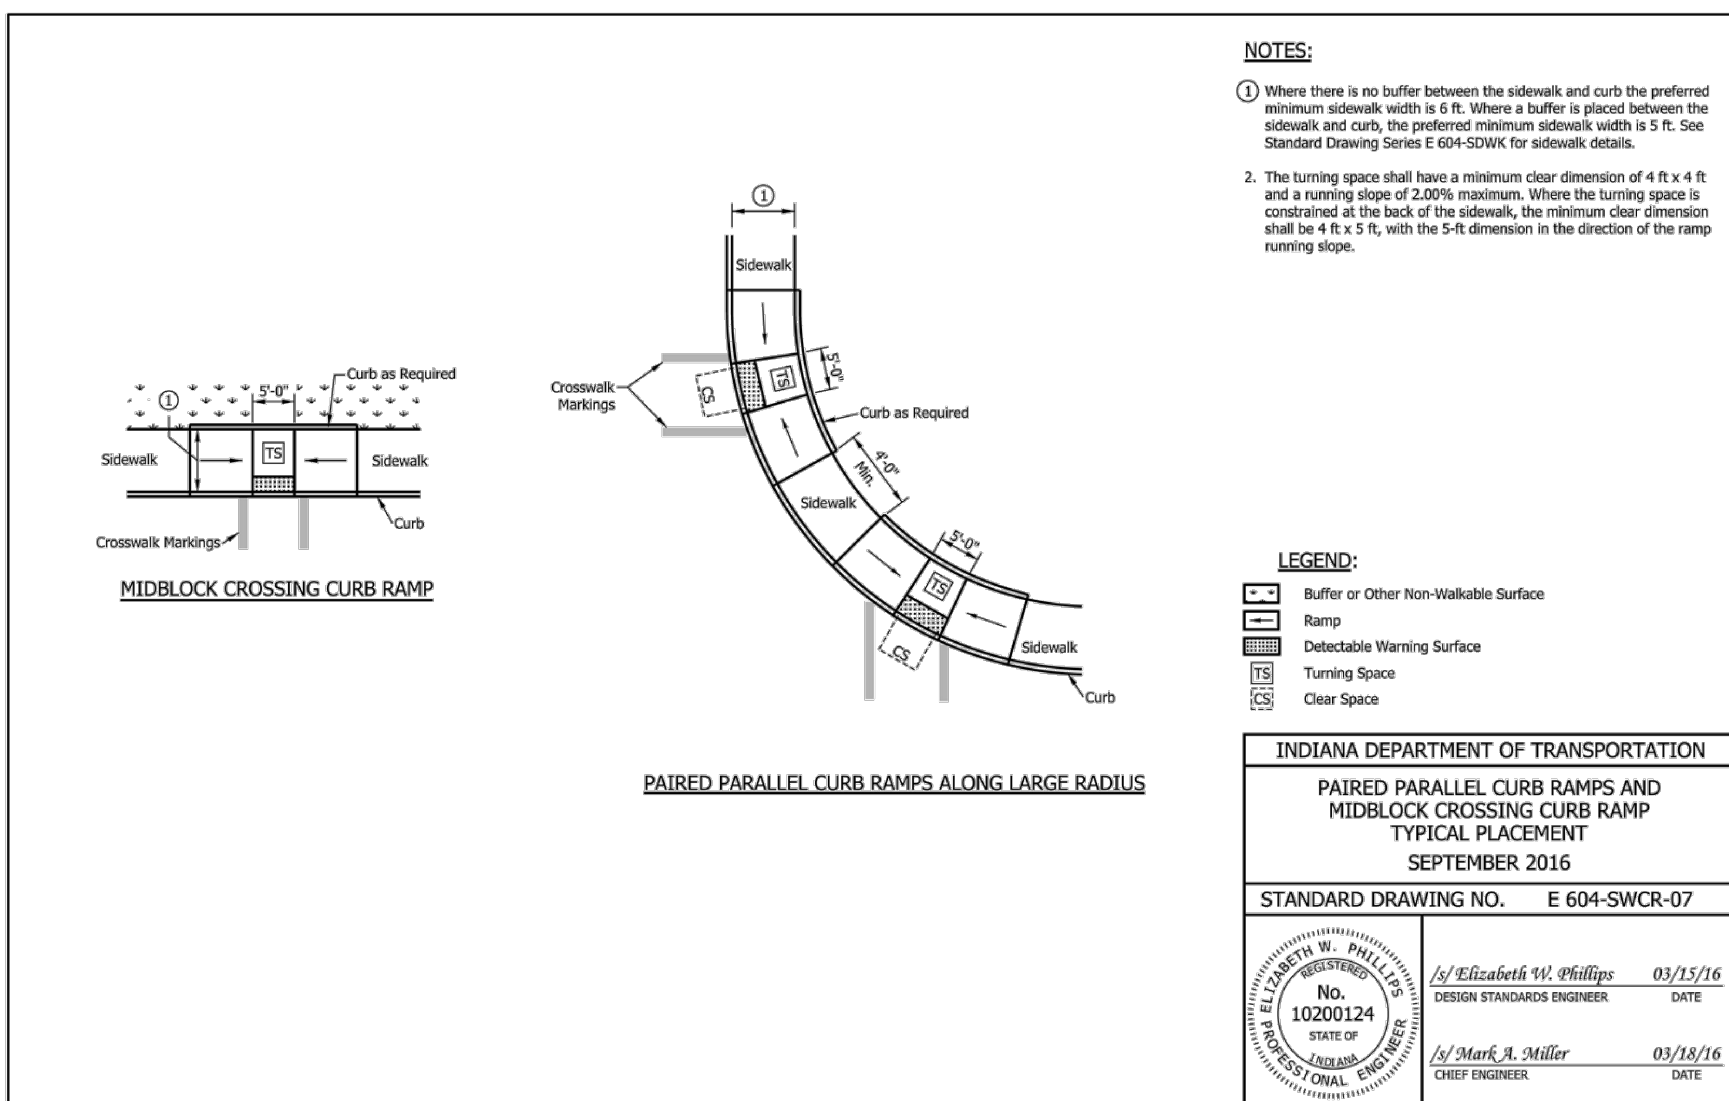 NOTES:
1 Where there is no buffer between the sidewalk and curb the preferred
minimum sidewalk width is 6 ft. Where a buffer is placed between the
sidewalk and curb, the preferred minimum sidewalk width is 5 ft. See
Standard Drawing Series E 604-SDWK for sidewalk details.
2. The turning space shall have a minimum clear dimension of 4 ft x 4 ft
and a running slope of 2.00% maximum. Where the turning space is
constrained at the back of the sidewalk, the minimum clear dimension
shall be 4 ft x 5 ft, with the 5-ft dimension in the direction of the ramp
running slope.
Curb as Required
1
5'-0"
Sidewalk
TS
Sidewalk
Curb
Crosswalk Markings
MIDBLOCK CROSSING CURB RAMP
1
Sidewalk
5'-0"
TS
CS
Crosswalk
Markings
Curb as Required
4'-0"
Min.
Sidewalk
5'-0"
TS
CS
Sidewalk
Curb
PAIRED PARALLEL CURB RAMPS ALONG LARGE RADIUS
LEGEND:
Buffer or Other Non-Walkable Surface
Ramp
Detectable Warning Surface
TS Turning Space
CS Clear Space
INDIANA DEPARTMENT OF TRANSPORTATION
PAIRED PARALLEL CURB RAMPS AND
MIDBLOCK CROSSING CURB RAMP
TYPICAL PLACEMENT
SEPTEMBER 2016
STANDARD DRAWING NO. E 604-SWCR-07
ELIZABETH W. PHILLIPS
REGISTERED
No.
10200124
STATE OF
INDIANA
PROFESSIONAL ENGINEER
/s/ Elizabeth W. Phillips 03/15/16
DESIGN STANDARDS ENGINEER DATE
/s/ Mark A. Miller 03/18/16
CHIEF ENGINEER DATE